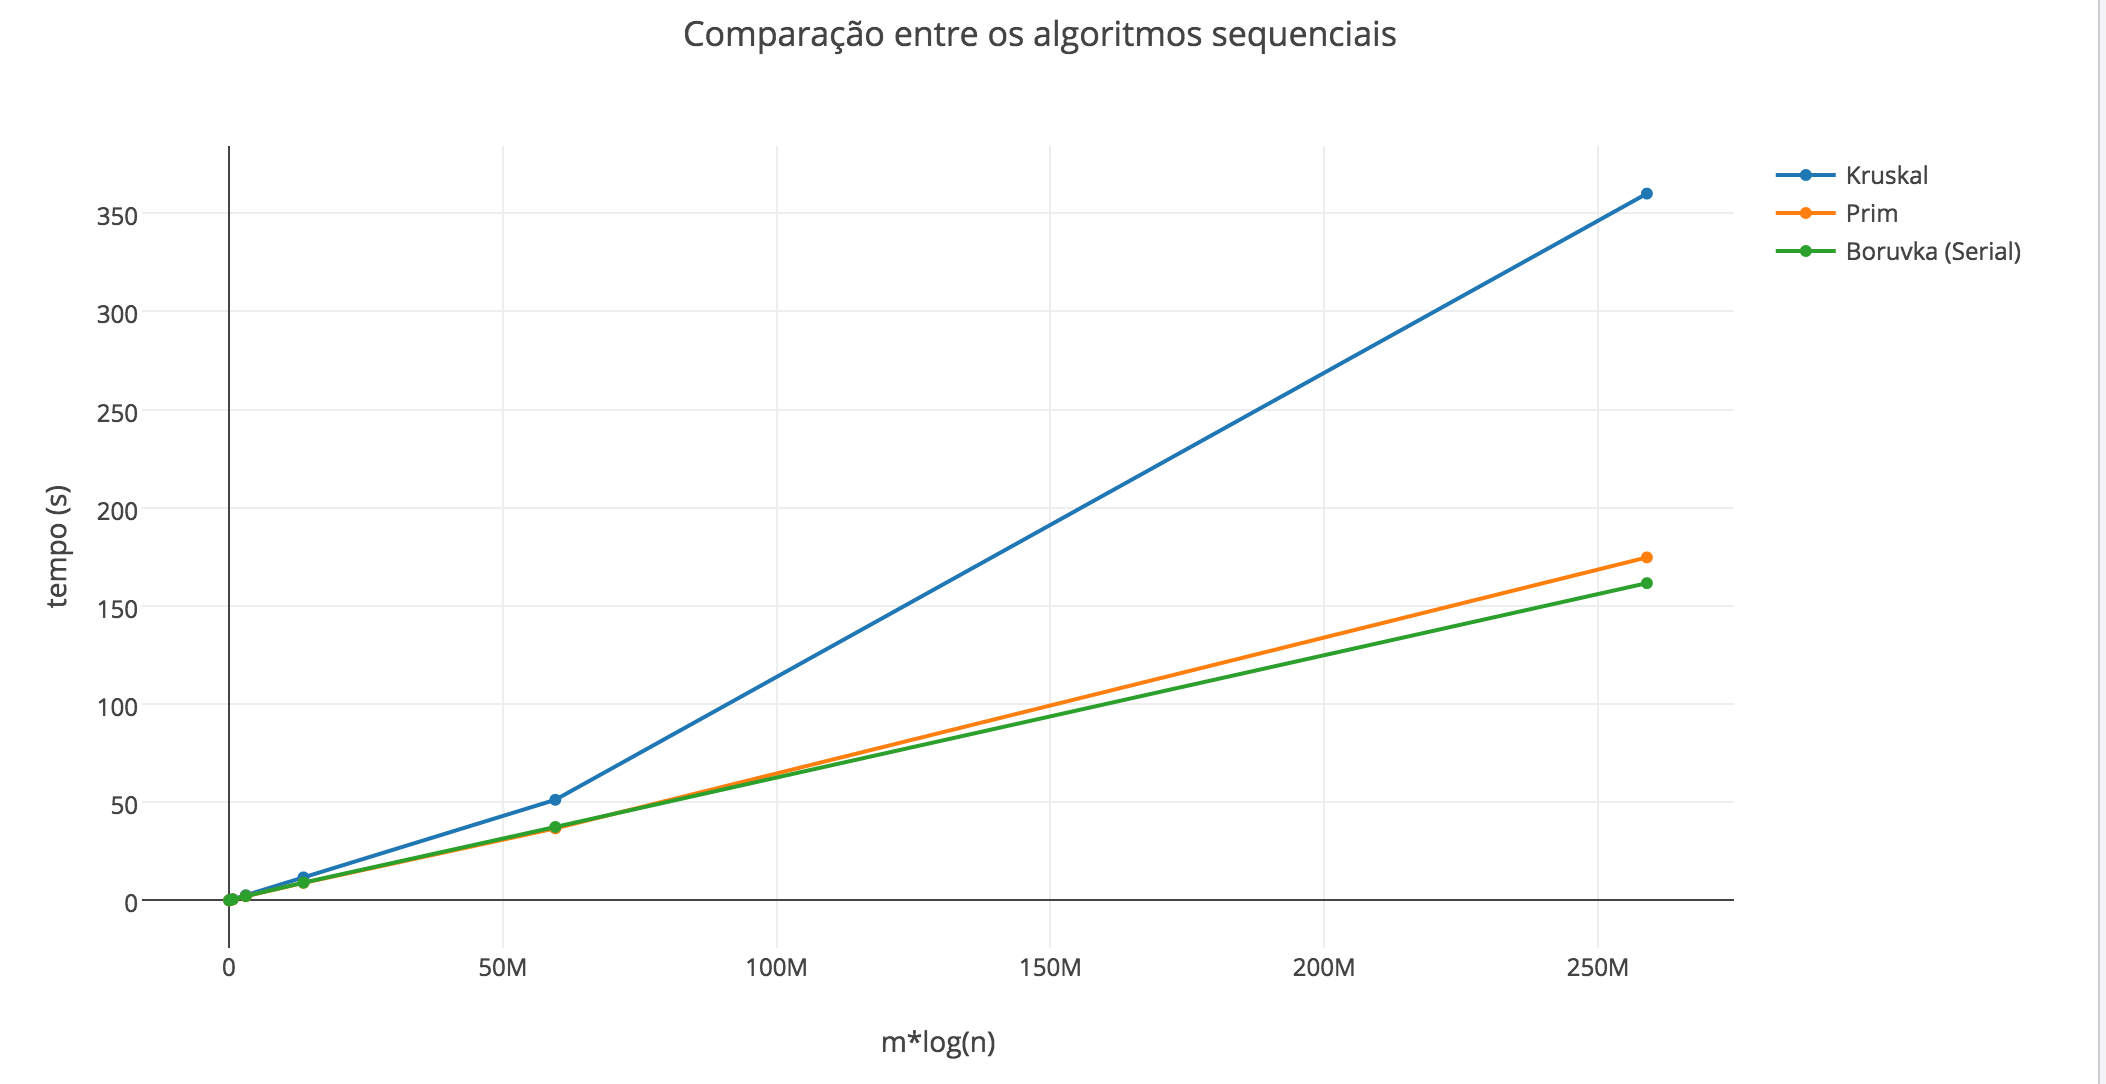 Comparação entre os algoritmos sequenciais
Kruskal
Prim
Boruvka (Serial)
350
300
250
200
150
100
50
0
tempo (s)
0 50M 100M 150M 200M 250M
m*log(n)